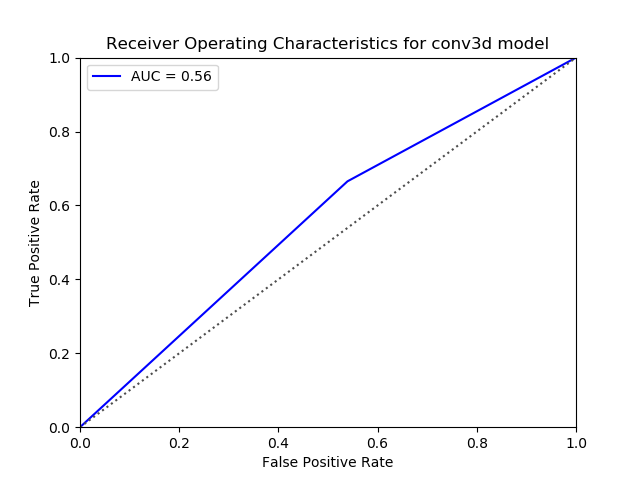 Receiver Operating Characteristics for conv3d model
AUC = 0.56
True Positive Rate
1.0
0.8
0.6
0.4
0.2
0.0
0.0 0.2 0.4 0.6 0.8 1.0
False Positive Rate